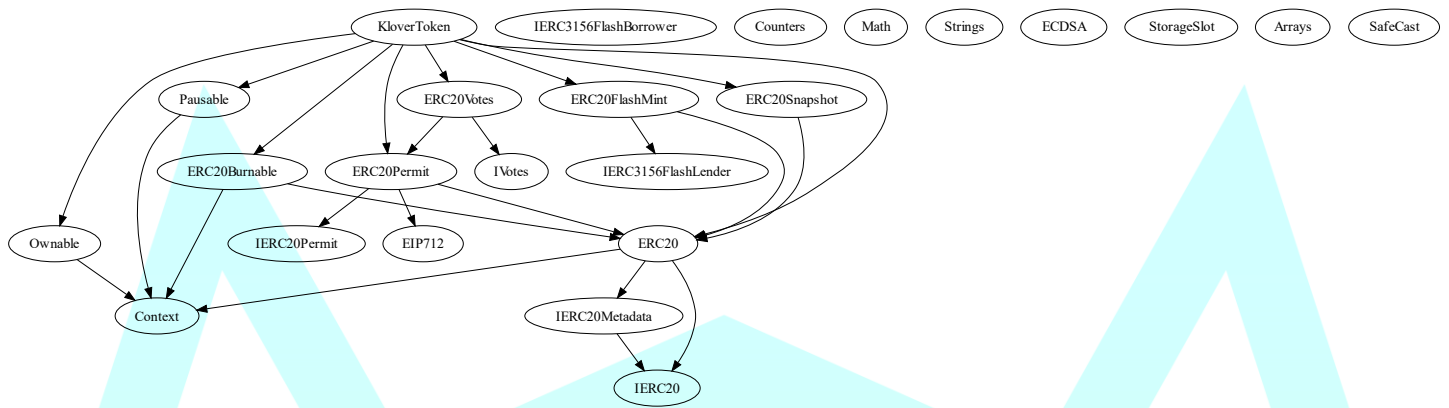 KloverToken IERC3156FlashBorrower Counters Math Strings ECDSA StorageSlot Arrays SafeCast
Pausable ERC20Votes ERC20FlashMint ERC20Snapshot
ERC20Burnable ERC20Permit IVotes IERC3156FlashLender
Ownable IERC20Permit EIP712 ERC20
Context IERC20Metadata
IERC20